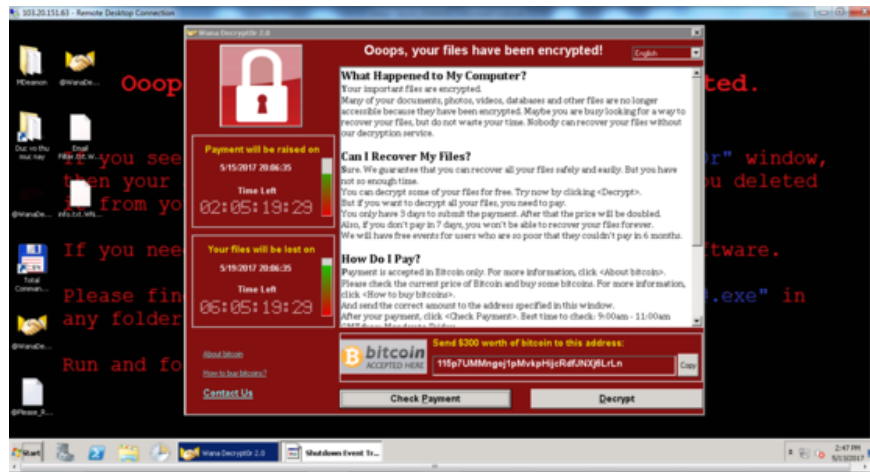 103.20.151.63 - Remote Desktop Connection
Wana Decrypt0r 2.0
Ooops, your files have been encrypted!
English
What Happened to My Computer?
Your important files are encrypted.
Many of your documents, photos, videos, databases and other files are no longer
accessible because they have been encrypted. Maybe you are busy looking for a way to
recover your files, but do not waste your time. Nobody can recover your files without
our decryption service.
Can I Recover My Files?
Sure. We guarantee that you can recover all your files safely and easily. But you have
not so enough time.
You can decrypt some of your files for free. Try now by clicking <Decrypt>.
But if you want to decrypt all your files, you need to pay.
You only have 3 days to submit the payment. After that the price will be doubled.
Also, if you don't pay in 7 days, you won't be able to recover your files forever.
We will have free events for users who are so poor that they couldn't pay in 6 months.
How Do I Pay?
Payment is accepted in Bitcoin only. For more information, click <About bitcoin>.
Please check the current price of Bitcoin and buy some bitcoins. For more information,
click <How to buy bitcoins>.
And send the correct amount to the address specified in this window.
After your payment, click <Check Payment>. Best time to check: 9:00am - 11:00am
Payment will be raised on
5/15/2017 20:06:35
Time Left
02:05:19:29
Your files will be lost on
5/19/2017 20:06:35
Time Left
06:05:19:29
About bitcoin
How to buy bitcoins?
Contact Us
bitcoin
ACCEPTED HERE
Send $300 worth of bitcoin to this address:
Copy
Check Payment
Decrypt
MDaemon
@WanaDe...
Duc vo thu
muc nay
Email
@WanaDe...
Total
Comman...
@WanaDe...
@Please_R...
Ooop
ted.
you see
r" window,
then your
u deleted
from yo
If you nee
tware.
Please fin
.exe" in
any folder
Run and fo
Start
Wana Decrypt0r 2.0
Shutdown Event Tr...
2:47 PM
5/13/2017